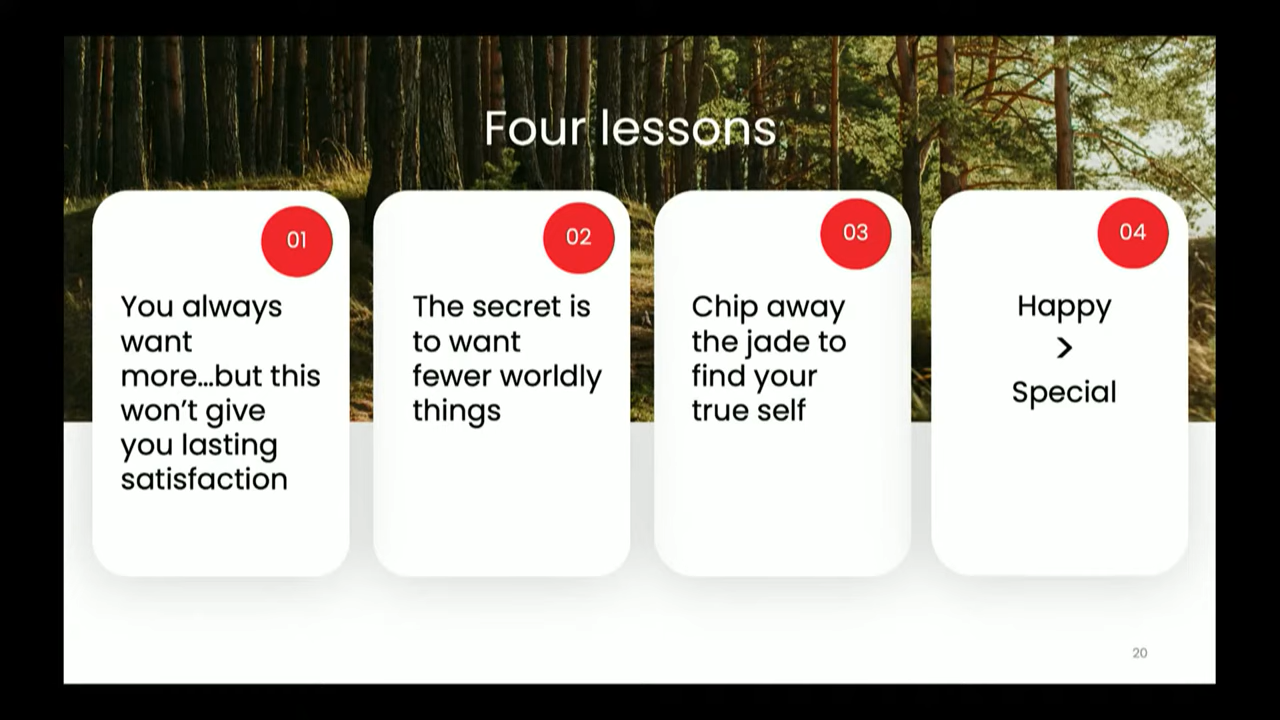 Four lessons
01
You always
want
more...but this
won't give
you lasting
satisfaction
02
The secret is
to want
fewer worldly
things
03
Chip away
the jade to
find your
true self
04
Happy
>
Special
20